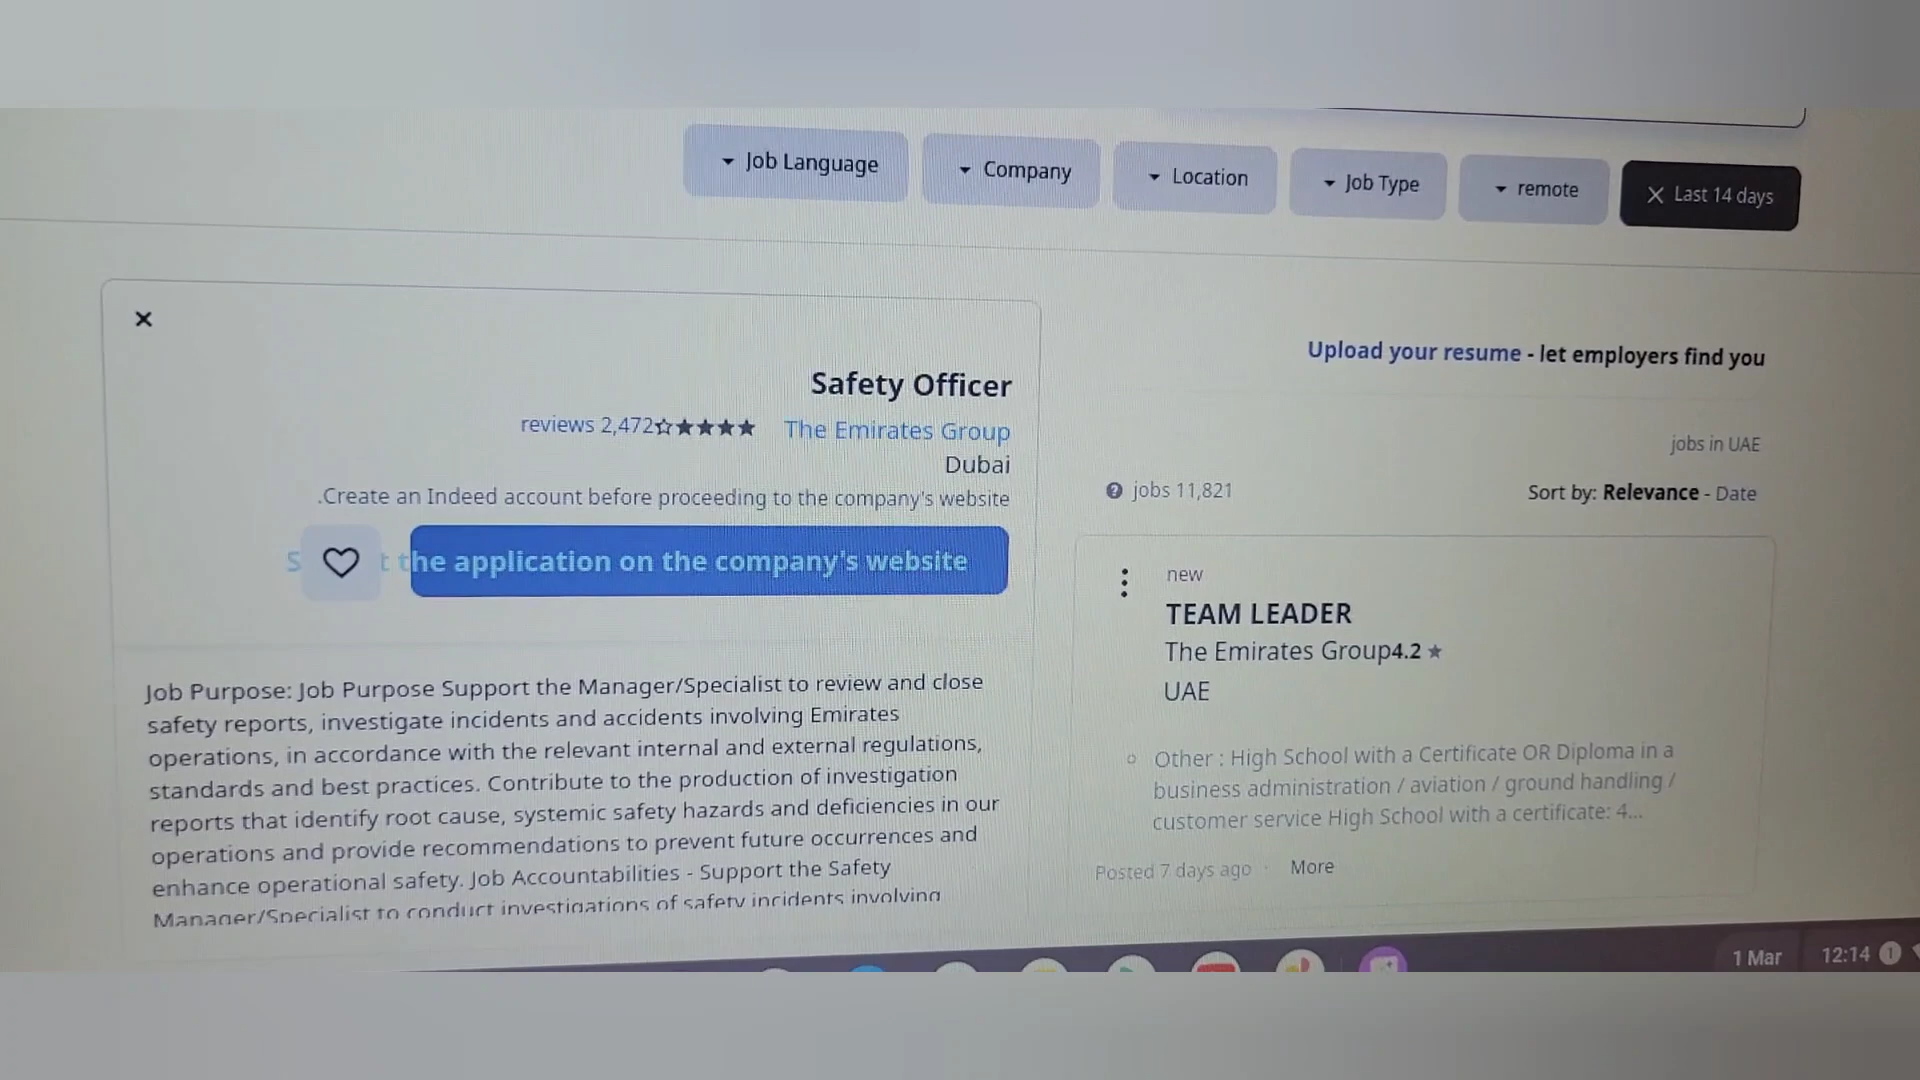 Job Language
Company
Location
Job Type
remote
Last 14 days
Safety Officer
reviews 2,472
The Emirates Group
Dubai
.Create an Indeed account before proceeding to the company's website
the application on the company's website
Job Purpose: Job Purpose Support the Manager/Specialist to review and close
safety reports, investigate incidents and accidents involving Emirates
operations, in accordance with the relevant internal and external regulations,
standards and best practices. Contribute to the production of investigation
reports that identify root cause, systemic safety hazards and deficiencies in our
operations and provide recommendations to prevent future occurrences and
enhance operational safety. Job Accountabilities - Support the Safety
Manager/Specialist to conduct investigations of safety incidents involving
Upload your resume - let employers find you
jobs in UAE
jobs 11,821
Sort by: Relevance - Date
new
TEAM LEADER
The Emirates Group4.2
UAE
Other : High School with a Certificate OR Diploma in a
business administration / aviation / ground handling /
customer service High School with a certificate: 4...
Posted 7 days ago · More
1 Mar
12:14
1